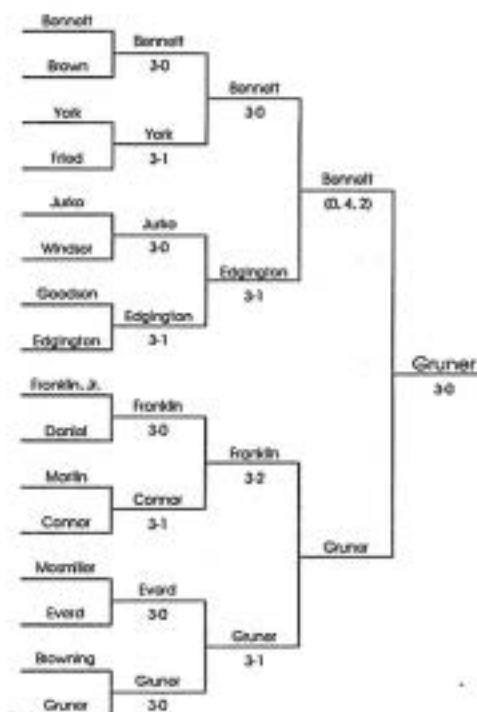 Bennett
Brown
York
Fried
Jurko
Windsor
Goodson
Edgington
Franklin, Jr.
Danial
Marlin
Connor
Mosmiller
Everd
Browning
Gruner
Bennett
3-0
York
3-1
Jurko
3-0
Edgington
3-1
Franklin
3-0
Connor
3-1
Everd
3-0
Gruner
3-0
Bennett
3-0
Edgington
3-1
Franklin
3-2
Gruner
3-1
Bennett
(0, 4, 2)
Gruner
Gruner
3-0